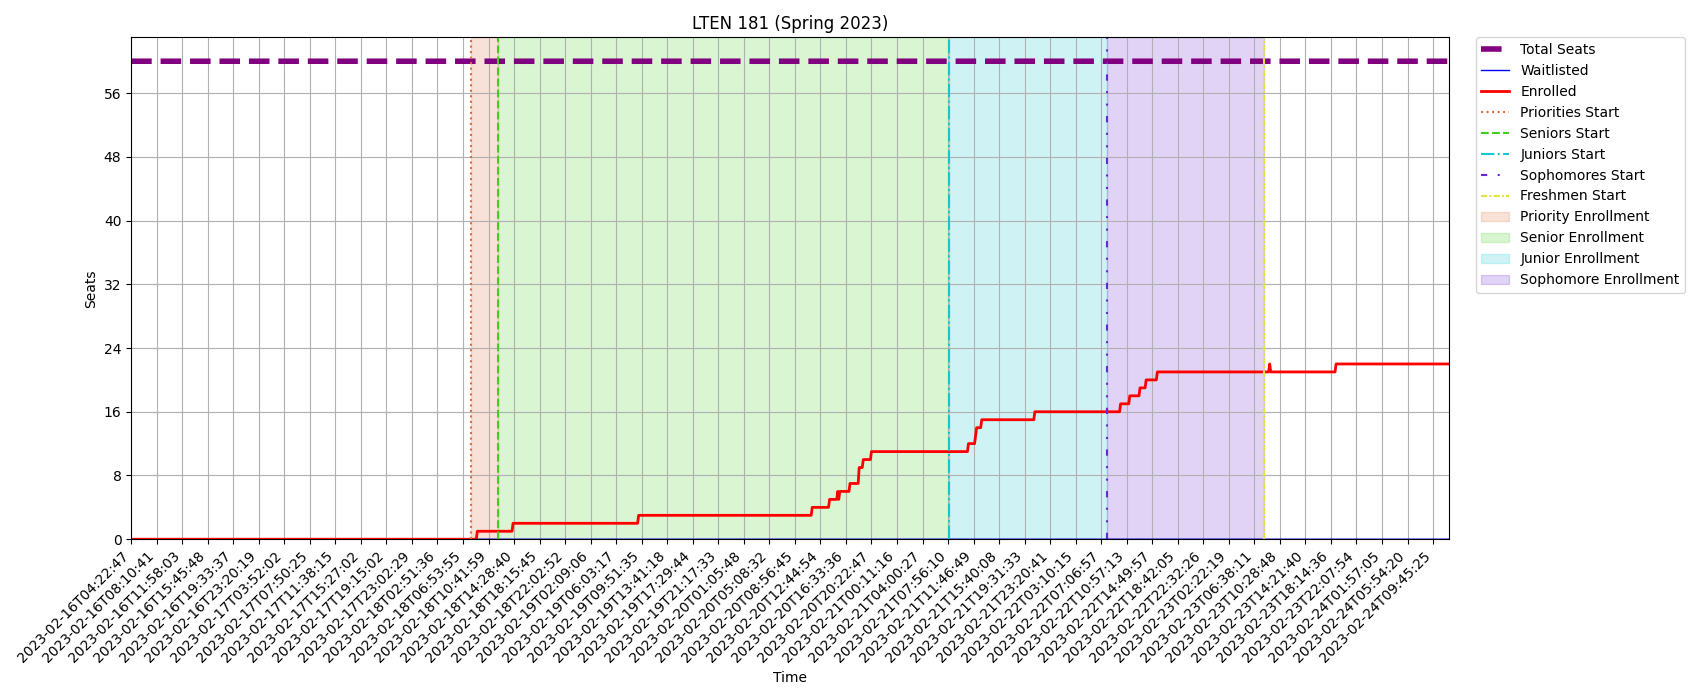 LTEN 181 (Spring 2023)
Total Seats
Waitlisted
Enrolled
Priorities Start
Seniors Start
Juniors Start
Sophomores Start
Freshmen Start
Priority Enrollment
Senior Enrollment
Junior Enrollment
Sophomore Enrollment
Seats
56
48
40
32
24
16
8
0
2023-02-16T04:22:47
2023-02-16T08:10:41
2023-02-16T11:58:03
2023-02-16T15:45:48
2023-02-16T19:33:37
2023-02-16T23:20:19
2023-02-17T03:52:02
2023-02-17T07:50:25
2023-02-17T11:38:15
2023-02-17T15:27:02
2023-02-17T19:15:02
2023-02-17T23:02:29
2023-02-18T02:51:36
2023-02-18T06:53:55
2023-02-18T10:41:59
2023-02-18T14:28:40
2023-02-18T18:15:45
2023-02-18T22:02:52
2023-02-19T02:09:06
2023-02-19T06:03:17
2023-02-19T09:51:35
2023-02-19T13:41:18
2023-02-19T17:29:44
2023-02-19T21:17:33
2023-02-20T01:05:48
2023-02-20T05:08:32
2023-02-20T08:56:45
2023-02-20T12:44:54
2023-02-20T16:33:36
2023-02-20T20:22:47
2023-02-21T00:11:16
2023-02-21T04:00:27
2023-02-21T07:56:10
2023-02-21T11:46:49
2023-02-21T15:40:08
2023-02-21T19:31:33
2023-02-21T23:20:41
2023-02-22T03:10:15
2023-02-22T07:06:57
2023-02-22T10:57:13
2023-02-22T14:49:57
2023-02-22T18:42:05
2023-02-22T22:32:26
2023-02-23T02:22:19
2023-02-23T06:38:11
2023-02-23T10:28:48
2023-02-23T14:21:40
2023-02-23T18:14:36
2023-02-23T22:07:54
2023-02-24T01:57:05
2023-02-24T05:54:20
2023-02-24T09:45:25
Time